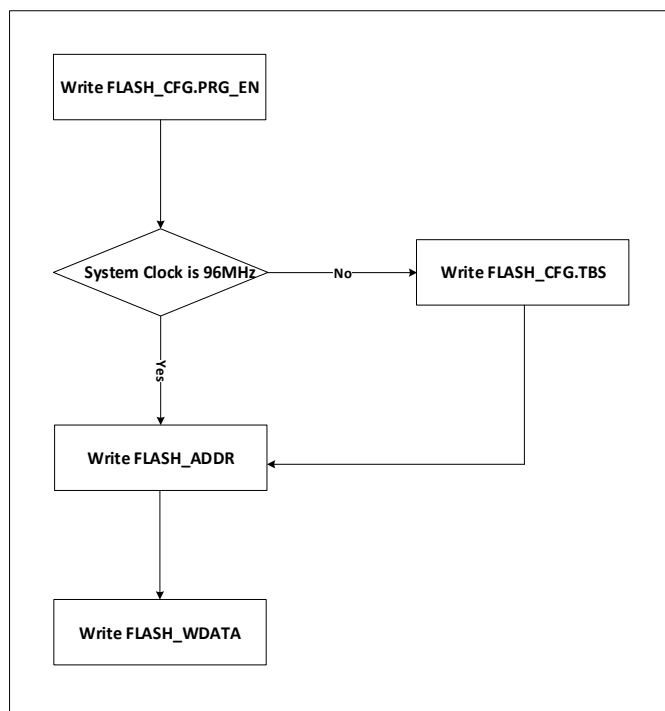 Write FLASH_CFG.PRG_EN
System Clock is 96MHz
No
Write FLASH_CFG.TBS
Yes
Write FLASH_ADDR
Write FLASH_WDATA